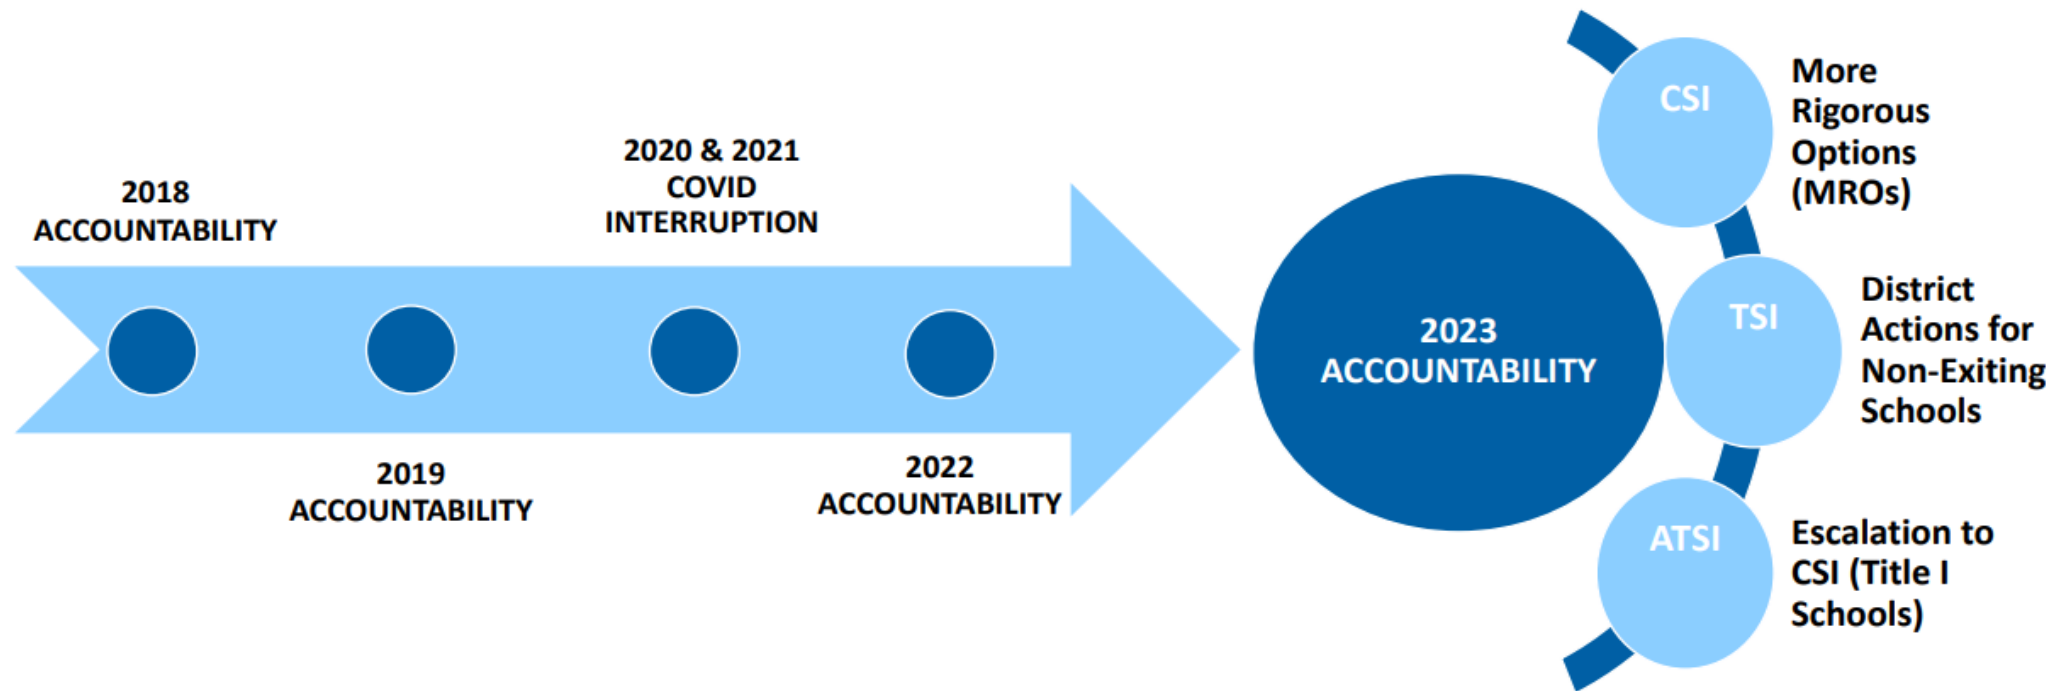 2018
ACCOUNTABILITY
2019
ACCOUNTABILITY
2020 & 2021
COVID
INTERRUPTION
2022
ACCOUNTABILITY
2023
ACCOUNTABILITY
CSI
More
Rigorous
Options
(MROs)
TSI
District
Actions for
Non-Exiting
Schools
ATSI
Escalation to
CSI (Title I
Schools)